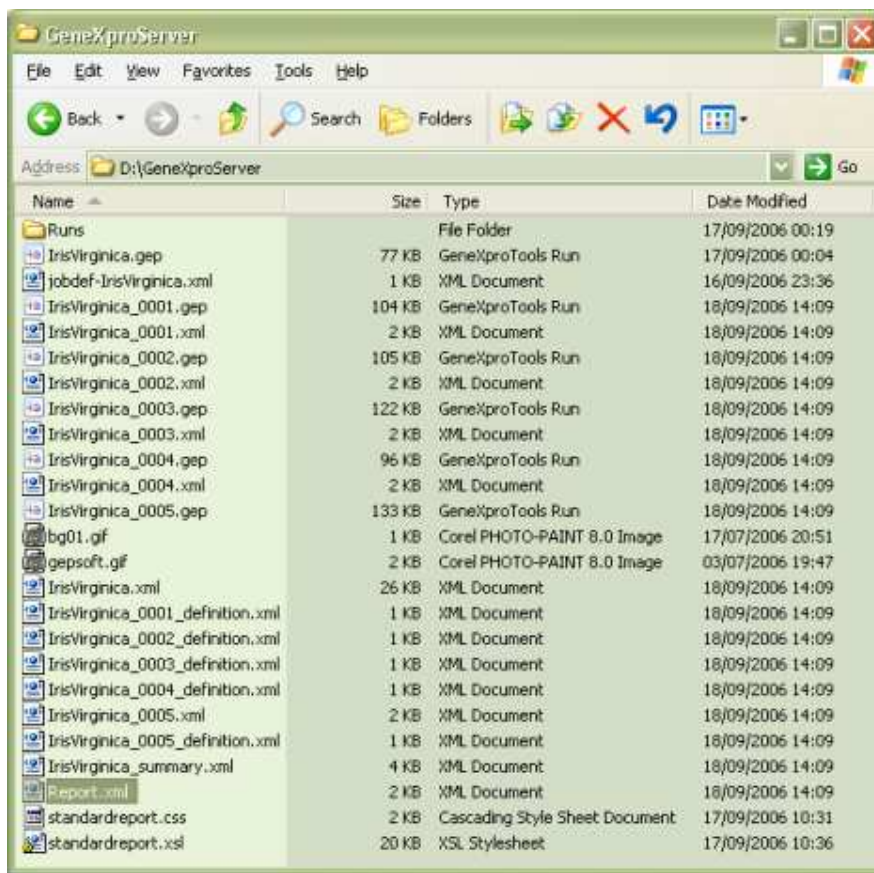 GeneXproServer
File Edit View Favorites Tools Help
Back Search Folders
Address D:\GeneXproServer Go
Name Size Type Date Modified
Runs File Folder 17/09/2006 00:19
IrisVirginica.gep 77 KB GeneXproTools Run 17/09/2006 00:04
jobdef-IrisVirginica.xml 1 KB XML Document 16/09/2006 23:36
IrisVirginica_0001.gep 104 KB GeneXproTools Run 18/09/2006 14:09
IrisVirginica_0001.xml 2 KB XML Document 18/09/2006 14:09
IrisVirginica_0002.gep 105 KB GeneXproTools Run 18/09/2006 14:09
IrisVirginica_0002.xml 2 KB XML Document 18/09/2006 14:09
IrisVirginica_0003.gep 122 KB GeneXproTools Run 18/09/2006 14:09
IrisVirginica_0003.xml 2 KB XML Document 18/09/2006 14:09
IrisVirginica_0004.gep 96 KB GeneXproTools Run 18/09/2006 14:09
IrisVirginica_0004.xml 2 KB XML Document 18/09/2006 14:09
IrisVirginica_0005.gep 133 KB GeneXproTools Run 18/09/2006 14:09
bg01.gif 1 KB Corel PHOTO-PAINT 8.0 Image 17/07/2006 20:51
gepsoft.gif 2 KB Corel PHOTO-PAINT 8.0 Image 03/07/2006 19:47
IrisVirginica.xml 26 KB XML Document 18/09/2006 14:09
IrisVirginica_0001_definition.xml 1 KB XML Document 18/09/2006 14:09
IrisVirginica_0002_definition.xml 1 KB XML Document 18/09/2006 14:09
IrisVirginica_0003_definition.xml 1 KB XML Document 18/09/2006 14:09
IrisVirginica_0004_definition.xml 1 KB XML Document 18/09/2006 14:09
IrisVirginica_0005.xml 2 KB XML Document 18/09/2006 14:09
IrisVirginica_0005_definition.xml 1 KB XML Document 18/09/2006 14:09
IrisVirginica_summary.xml 4 KB XML Document 18/09/2006 14:09
Report.xml 2 KB XML Document 18/09/2006 14:09
standardreport.css 2 KB Cascading Style Sheet Document 17/09/2006 10:31
standardreport.xsl 20 KB XSL Stylesheet 17/09/2006 10:36